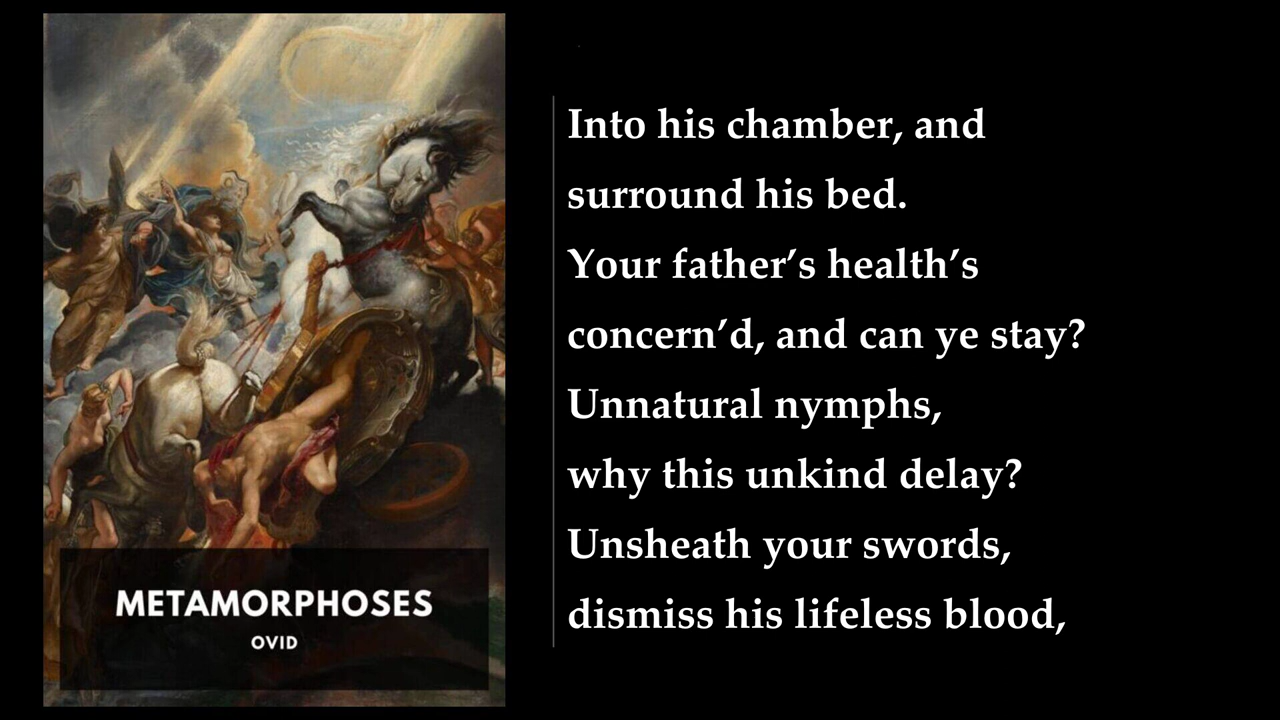 METAMORPHOSES
OVID
Into his chamber, and
surround his bed.
Your father’s health’s
concern’d, and can ye stay?
Unnatural nymphs,
why this unkind delay?
Unsheath your swords,
dismiss his lifeless blood,